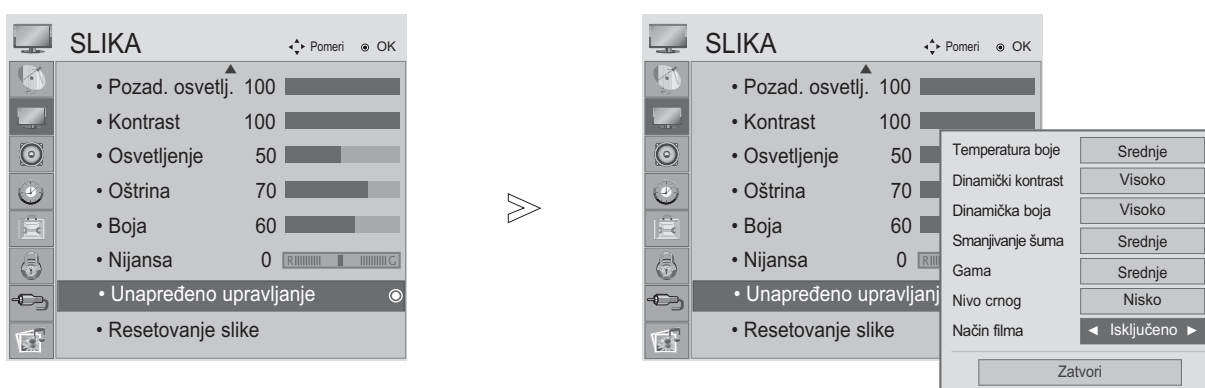 SLIKA
Pomeri
OK
• Pozad. osvetlj. 100
• Kontrast 100
• Osvetljenje 50
• Oštrina 70
• Boja 60
• Nijansa 0 R G
• Unapređeno upravljanje
• Resetovanje slike
SLIKA
Pomeri
OK
• Pozad. osvetlj. 100
• Kontrast 100
• Osvetljenje 50
• Oštrina 70
• Boja 60
• Nijansa 0 R
• Unapređeno upravljanj
• Resetovanje slike
Temperatura boje Srednje
Dinamički kontrast Visoko
Dinamička boja Visoko
Smanjivanje šuma Srednje
Gama Srednje
Nivo crnog Nisko
Način filma ◄ Isključeno ►
Zatvori